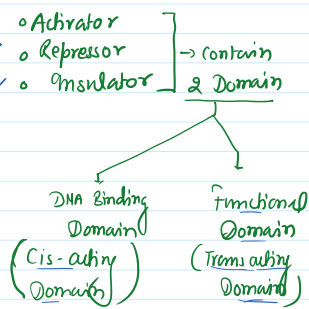 Activator
Repressor → contain
Insulator 2 Domain
DNA Binding Functional
Domain Domain
(Cis-acting (Trans acting
Domain) Domain)